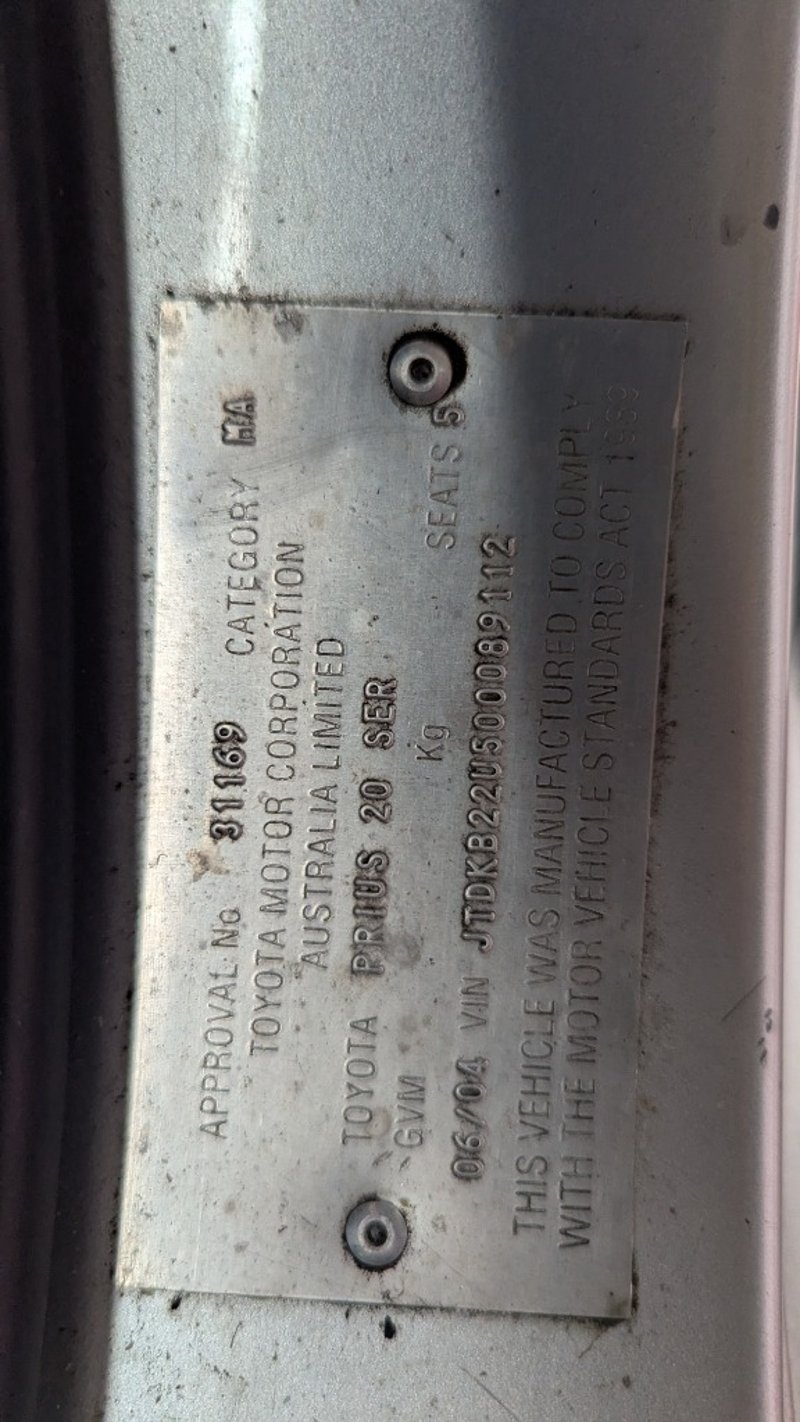 APPROVAL No 31169 CATEGORY MA
TOYOTA MOTOR CORPORATION
AUSTRALIA LIMITED
TOYOTA PRIUS 20 SER
GVM Kg SEATS 5
06/04 VIN JTDKB22U500089112
THIS VEHICLE WAS MANUFACTURED TO COMPLY
WITH THE MOTOR VEHICLE STANDARDS ACT 1989